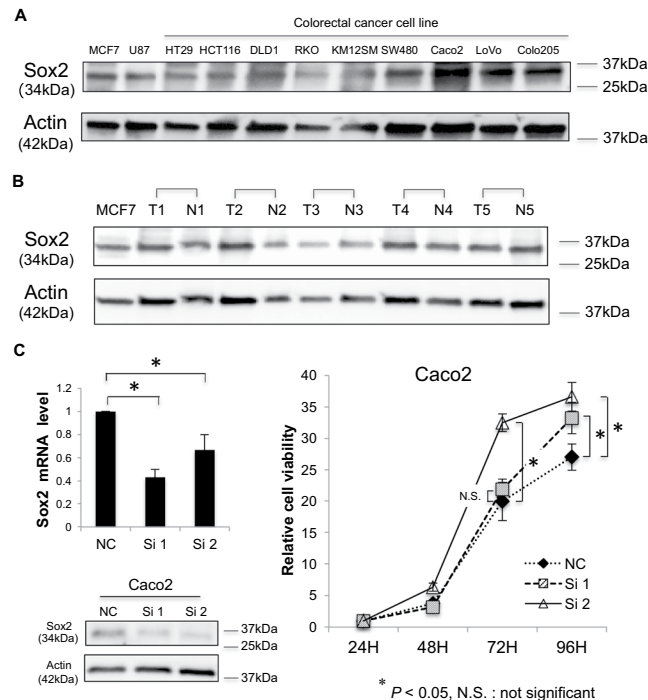 A
Colorectal cancer cell line
MCF7 U87 HT29 HCT116 DLD1 RKO KM12SM SW480 Caco2 LoVo Colo205
Sox2
(34kDa)
37kDa
25kDa
Actin
(42kDa)
37kDa
B
MCF7 T1 N1 T2 N2 T3 N3 T4 N4 T5 N5
Sox2
(34kDa)
37kDa
25kDa
Actin
(42kDa)
37kDa
C
*
*
Sox2 mRNA level
1.2
1
0.8
0.6
0.4
0.2
0
NC Si 1 Si 2
Caco2
NC Si 1 Si 2
Sox2
(34kDa)
37kDa
25kDa
Actin
(42kDa)
37kDa
Caco2
Relative cell viability
40
35
30
25
20
15
10
5
0
N.S.
*
* *
NC
Si 1
Si 2
24H 48H 72H 96H
* P < 0.05, N.S. : not significant